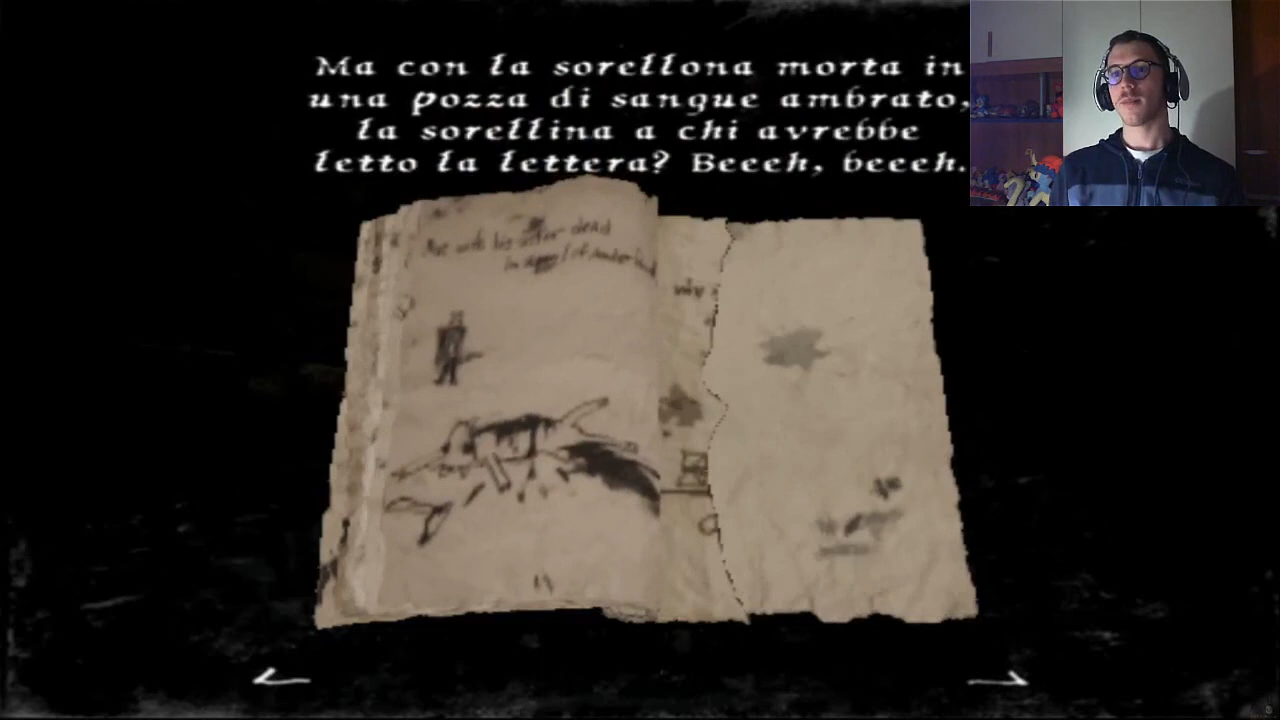 Ma con la sorellona morta in
una pozza di sangue ambrato,
la sorellina a chi avrebbe
letto la lettera? Beeeh, beeeh.
dead